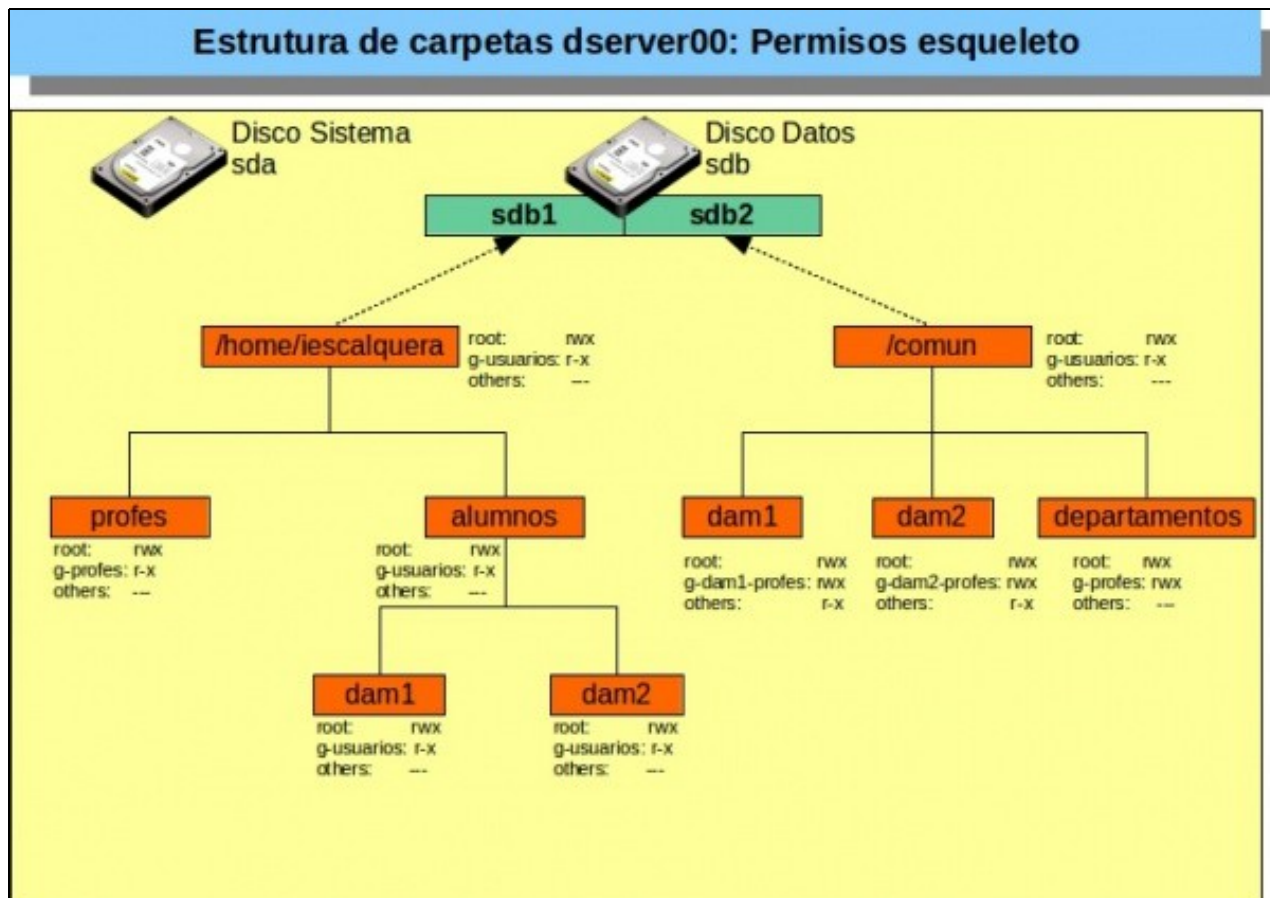 Estrutura de carpetas dserver00: Permisos esqueleto
Disco Sistema
sda
Disco Datos
sdb
sdb1
sdb2
/home/iescalquera
root: rwx
g-usuarios: r-x
others: ---
/comun
root: rwx
g-usuarios: r-x
others: ---
profes
root: rwx
g-profes: r-x
others: ---
alumnos
root: rwx
g-usuarios: r-x
others: ---
dam1
root: rwx
g-dam1-profes: rwx
others: r-x
dam2
root: rwx
g-dam2-profes: rwx
others: r-x
departamentos
root: rwx
g-profes: rwx
others: ---
dam1
root: rwx
g-usuarios: r-x
others: ---
dam2
root: rwx
g-usuarios: r-x
others: ---